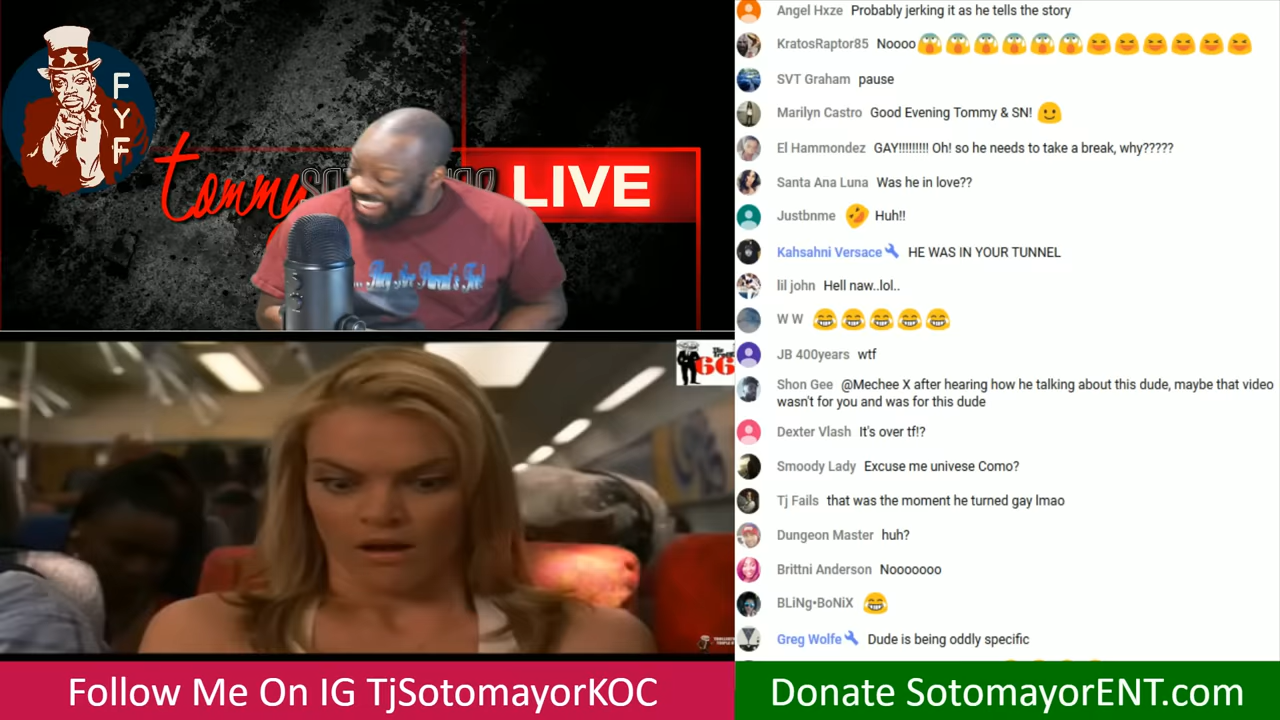 FYF
tommy
LIVE
... They Are Parasites Too!
66
Follow Me On IG TjSotomayorKOC
Angel Hxze Probably jerking it as he tells the story
KratosRaptor85 Noooo😱😱😱😱😱😱😆😆😆😆😆😆
SVT Graham pause
Marilyn Castro Good Evening Tommy & SN! 🙂
El Hammondez GAY!!!!!!!!! Oh! so he needs to take a break, why?????
Santa Ana Luna Was he in love??
Justbnme 🤣 Huh!!
Kahsahni Versace HE WAS IN YOUR TUNNEL
lil john Hell naw..lol..
W W 😂😂😂😂😂
JB 400years wtf
Shon Gee @Mechee X after hearing how he talking about this dude, maybe that video
wasn't for you and was for this dude
Dexter Vlash It's over tf!?
Smoody Lady Excuse me univese Como?
Tj Fails that was the moment he turned gay lmao
Dungeon Master huh?
Brittni Anderson Nooooooo
BLiNg•BoNiX 😂
Greg Wolfe Dude is being oddly specific
Donate SotomayorENT.com